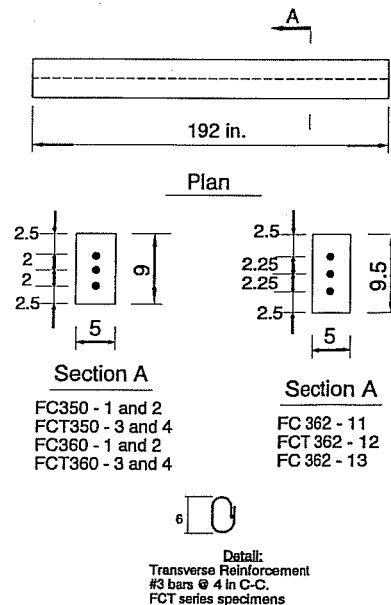 A
192 in.
Plan
2.5
2
2
2.5
9
5
Section A
FC350 - 1 and 2
FCT350 - 3 and 4
FC360 - 1 and 2
FCT360 - 3 and 4
2.5
2.25
2.25
2.5
9.5
5
Section A
FC 362 - 11
FCT 362 - 12
FC 362 - 13
6
Detail:
Transverse Reinforcement
#3 bars @ 4 in C-C.
FCT series specimens